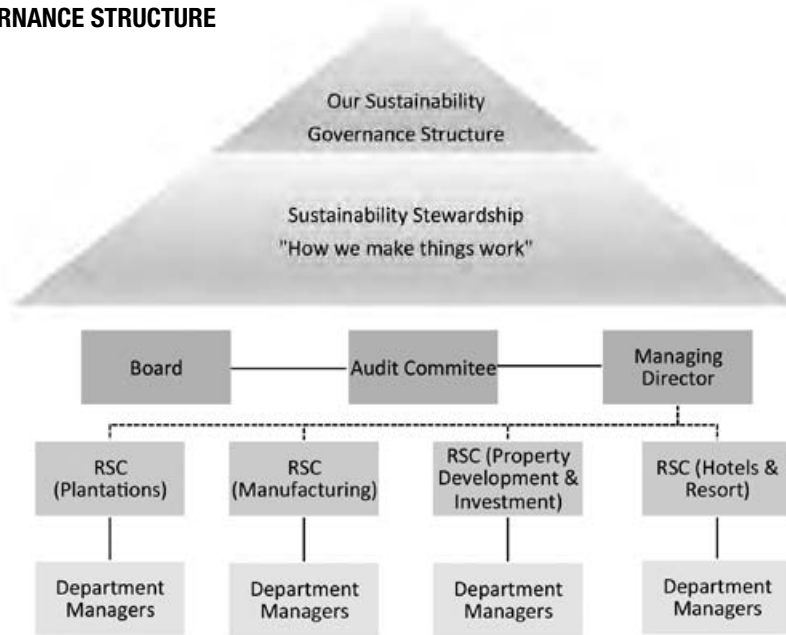 RNANCE STRUCTURE
Our Sustainability
Governance Structure
Sustainability Stewardship
"How we make things work"
Board
Audit Commitee
Managing
Director
RSC
(Plantations)
RSC
(Manufacturing)
RSC (Property
Development &
Investment)
RSC (Hotels &
Resort)
Department
Managers
Department
Managers
Department
Managers
Department
Managers